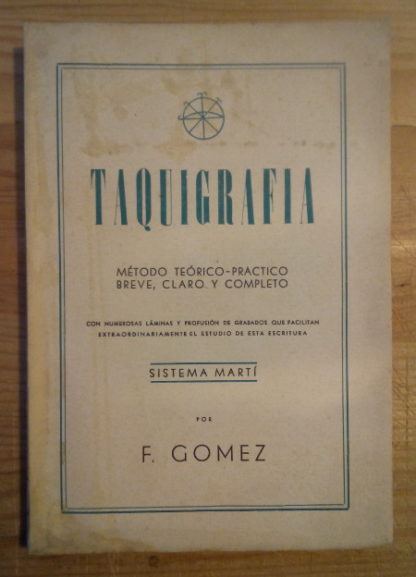 TAQUIGRAFIA
MÉTODO TEÓRICO-PRÁCTICO
BREVE, CLARO Y COMPLETO
CON NUMEROSAS LÁMINAS Y PROFUSIÓN DE GRABADOS QUE FACILITAN
EXTRAORDINARIAMENTE EL ESTUDIO DE ESTA ESCRITURA
SISTEMA MARTÍ
POR
F. GOMEZ